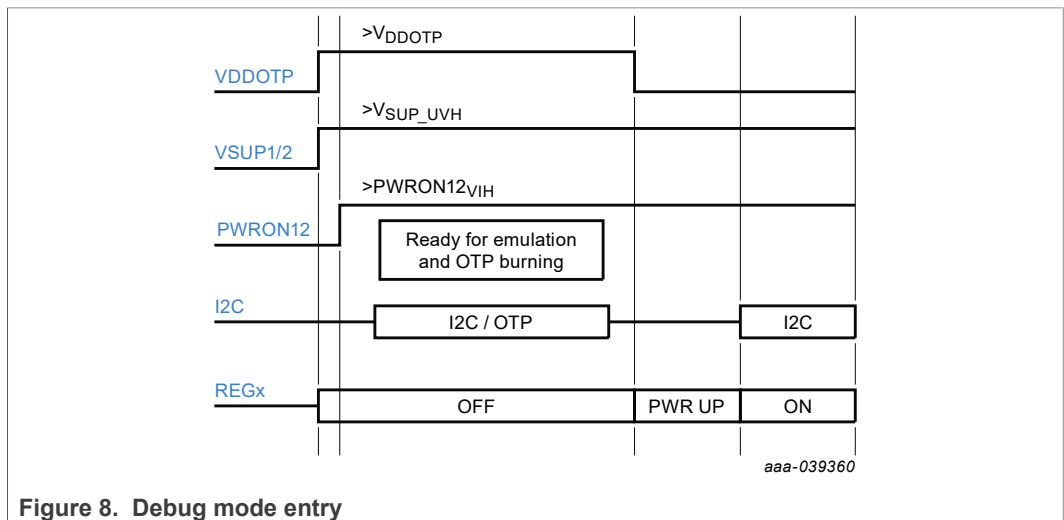 >VDDOTP
VDDOTP
>VSUP_UVH
VSUP1/2
>PWRON12VIH
PWRON12
Ready for emulation
and OTP burning
I2C
I2C / OTP
I2C
REGx
OFF
PWR UP
ON
aaa-039360
Figure 8. Debug mode entry